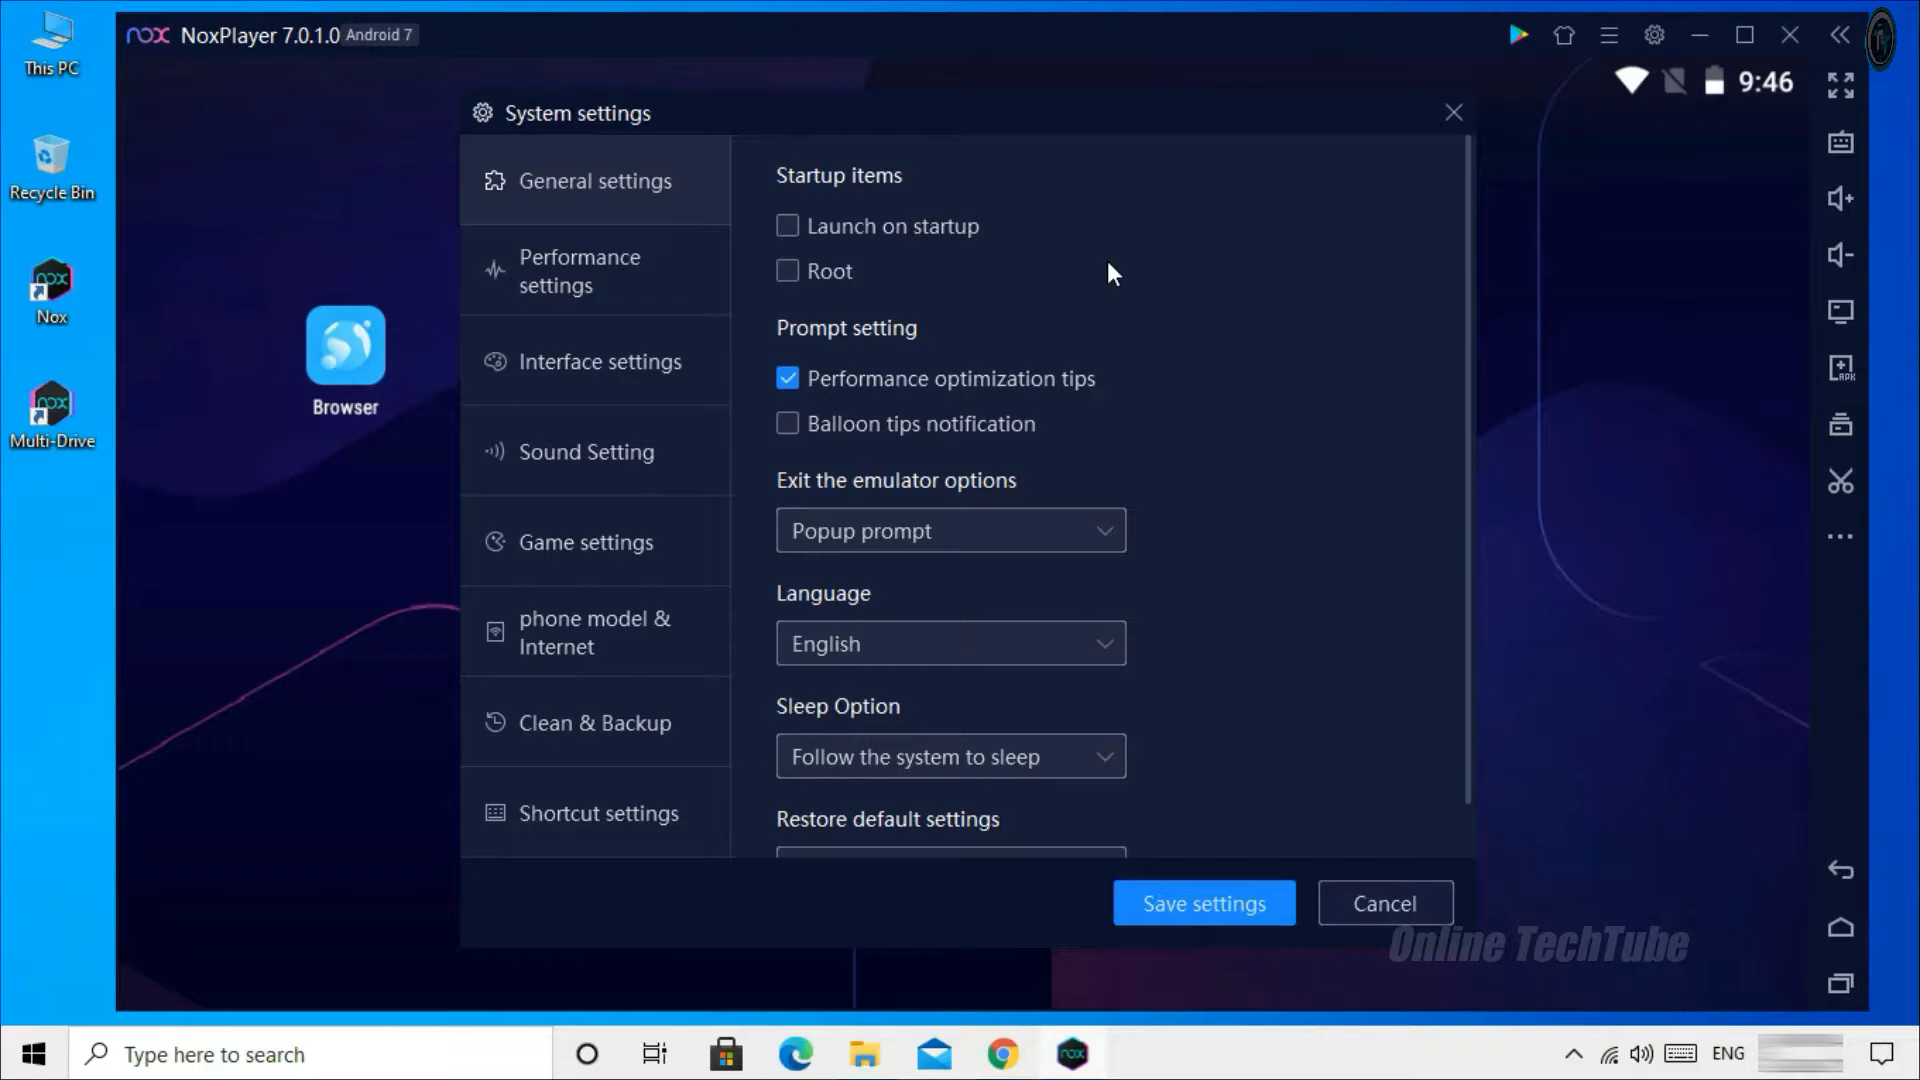 This PC
Recycle Bin
Nox
Multi-Drive
nox NoxPlayer 7.0.1.0 Android 7
9:46
Browser
System settings
General settings
Performance
settings
Interface settings
Sound Setting
Game settings
phone model &
Internet
Clean & Backup
Shortcut settings
Startup items
Launch on startup
Root
Prompt setting
Performance optimization tips
Balloon tips notification
Exit the emulator options
Popup prompt
Language
English
Sleep Option
Follow the system to sleep
Restore default settings
Save settings
Cancel
Online TechTube
APK
Type here to search
nox
ENG